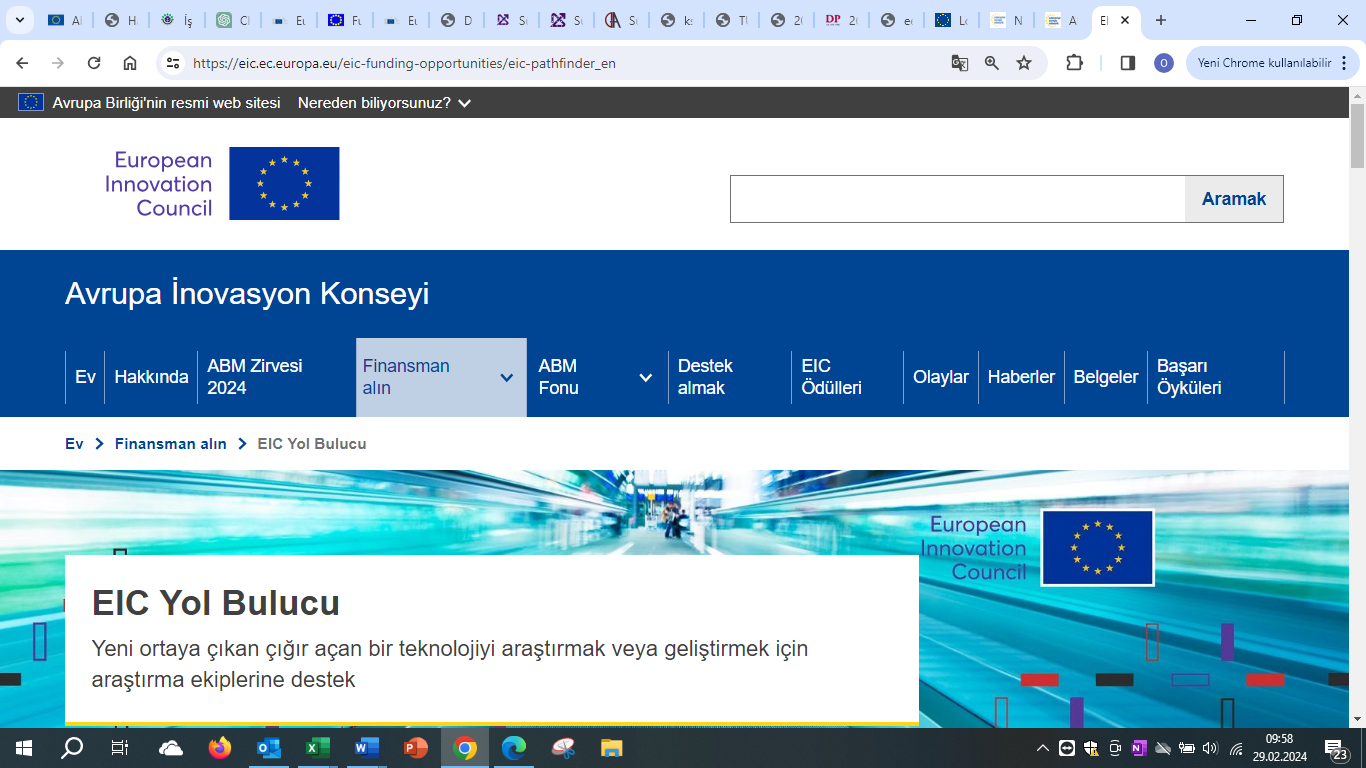 https://eic.ec.europa.eu/eic-funding-opportunities/eic-pathfinder_en
Yeni Chrome kullanılabilir
Avrupa Birliği'nin resmi web sitesi Nereden biliyorsunuz?
European
Innovation
Council
Aramak
Avrupa İnovasyon Konseyi
Ev
Hakkında
ABM Zirvesi
2024
Finansman
alın
ABM
Fonu
Destek
almak
EIC
Ödülleri
Olaylar
Haberler
Belgeler
Başarı
Öyküleri
Ev > Finansman alın > EIC Yol Bulucu
European
Innovation
Council
EIC Yol Bulucu
Yeni ortaya çıkan çığır açan bir teknolojiyi araştırmak veya geliştirmek için
araştırma ekiplerine destek
09:58
29.02.2024
23